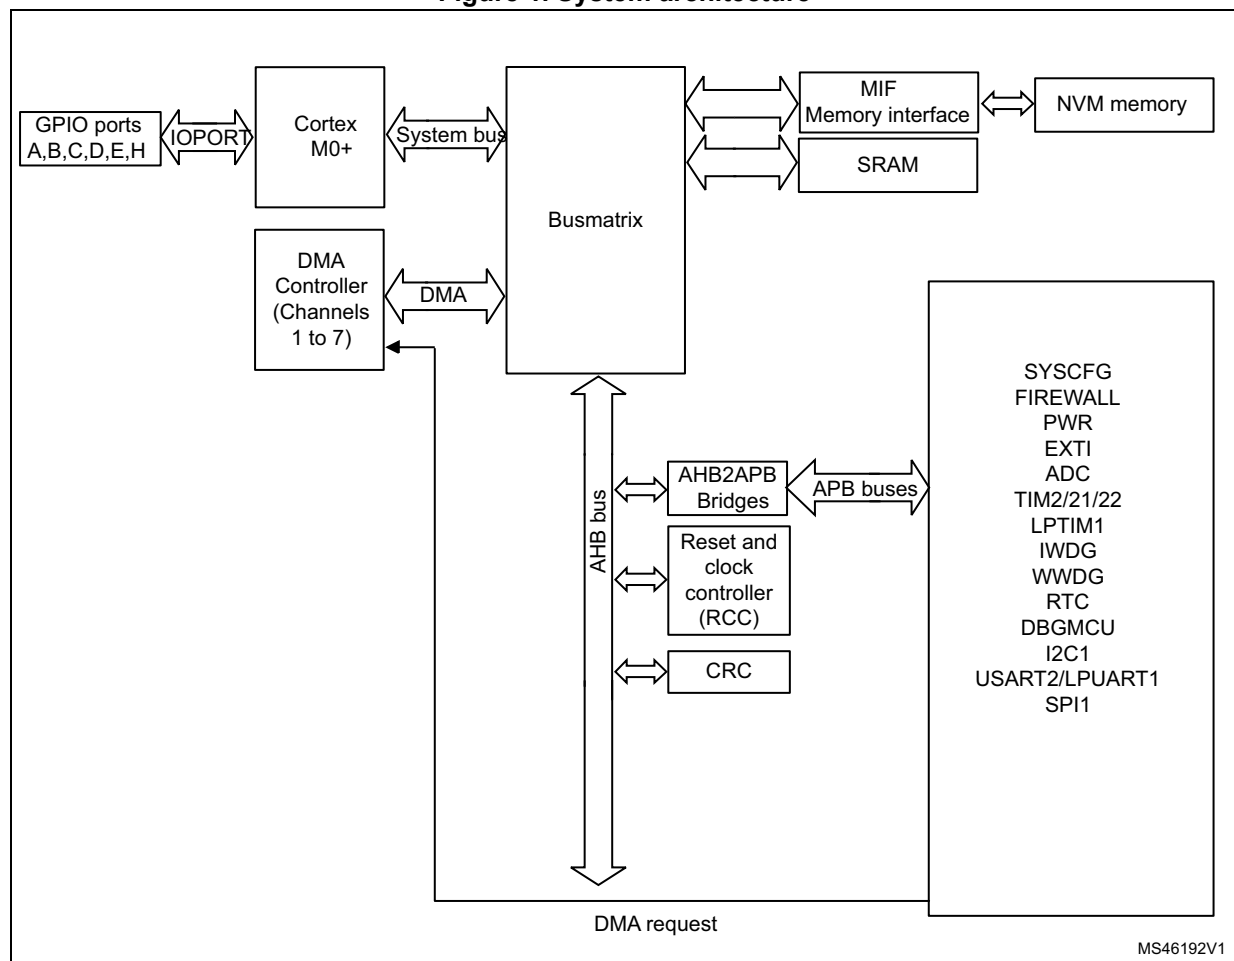 Figure 1. System architecture
GPIO ports
A,B,C,D,E,H
IOPORT
Cortex
M0+
System bus
Busmatrix
MIF
Memory interface
NVM memory
SRAM
DMA
Controller
(Channels
1 to 7)
DMA
AHB bus
AHB2APB
Bridges
APB buses
Reset and
clock
controller
(RCC)
CRC
SYSCFG
FIREWALL
PWR
EXTI
ADC
TIM2/21/22
LPTIM1
IWDG
WWDG
RTC
DBGMCU
I2C1
USART2/LPUART1
SPI1
DMA request
MS46192V1